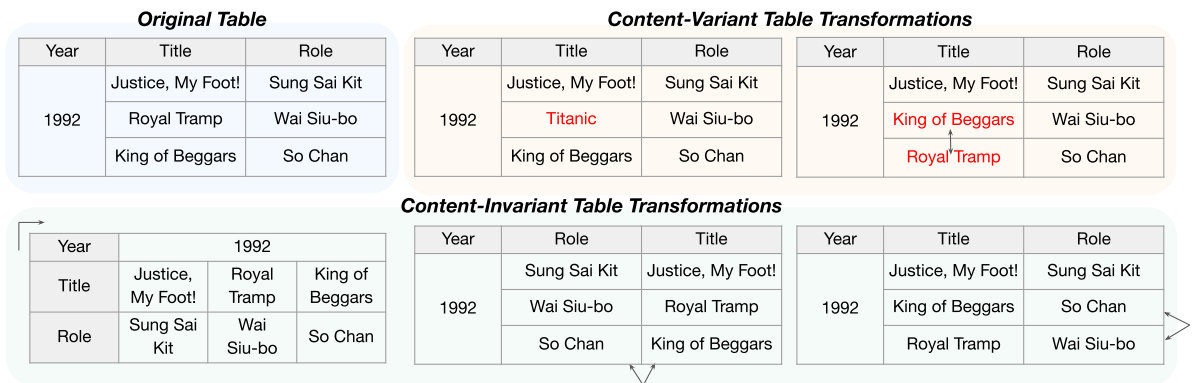 Original Table
Year Title Role
Justice, My Foot! Sung Sai Kit
1992 Royal Tramp Wai Siu-bo
King of Beggars So Chan
Content-Variant Table Transformations
Year Title Role
Justice, My Foot! Sung Sai Kit
1992 Titanic Wai Siu-bo
King of Beggars So Chan
Year Title Role
Justice, My Foot! Sung Sai Kit
1992 King of Beggars Wai Siu-bo
Royal Tramp So Chan
Content-Invariant Table Transformations
Year 1992
Title Justice, Royal King of
My Foot! Tramp Beggars
Role Sung Sai Wai So Chan
Kit Siu-bo
Year Role Title
Sung Sai Kit Justice, My Foot!
1992 Wai Siu-bo Royal Tramp
So Chan King of Beggars
Year Title Role
Justice, My Foot! Sung Sai Kit
1992 King of Beggars So Chan
Royal Tramp Wai Siu-bo